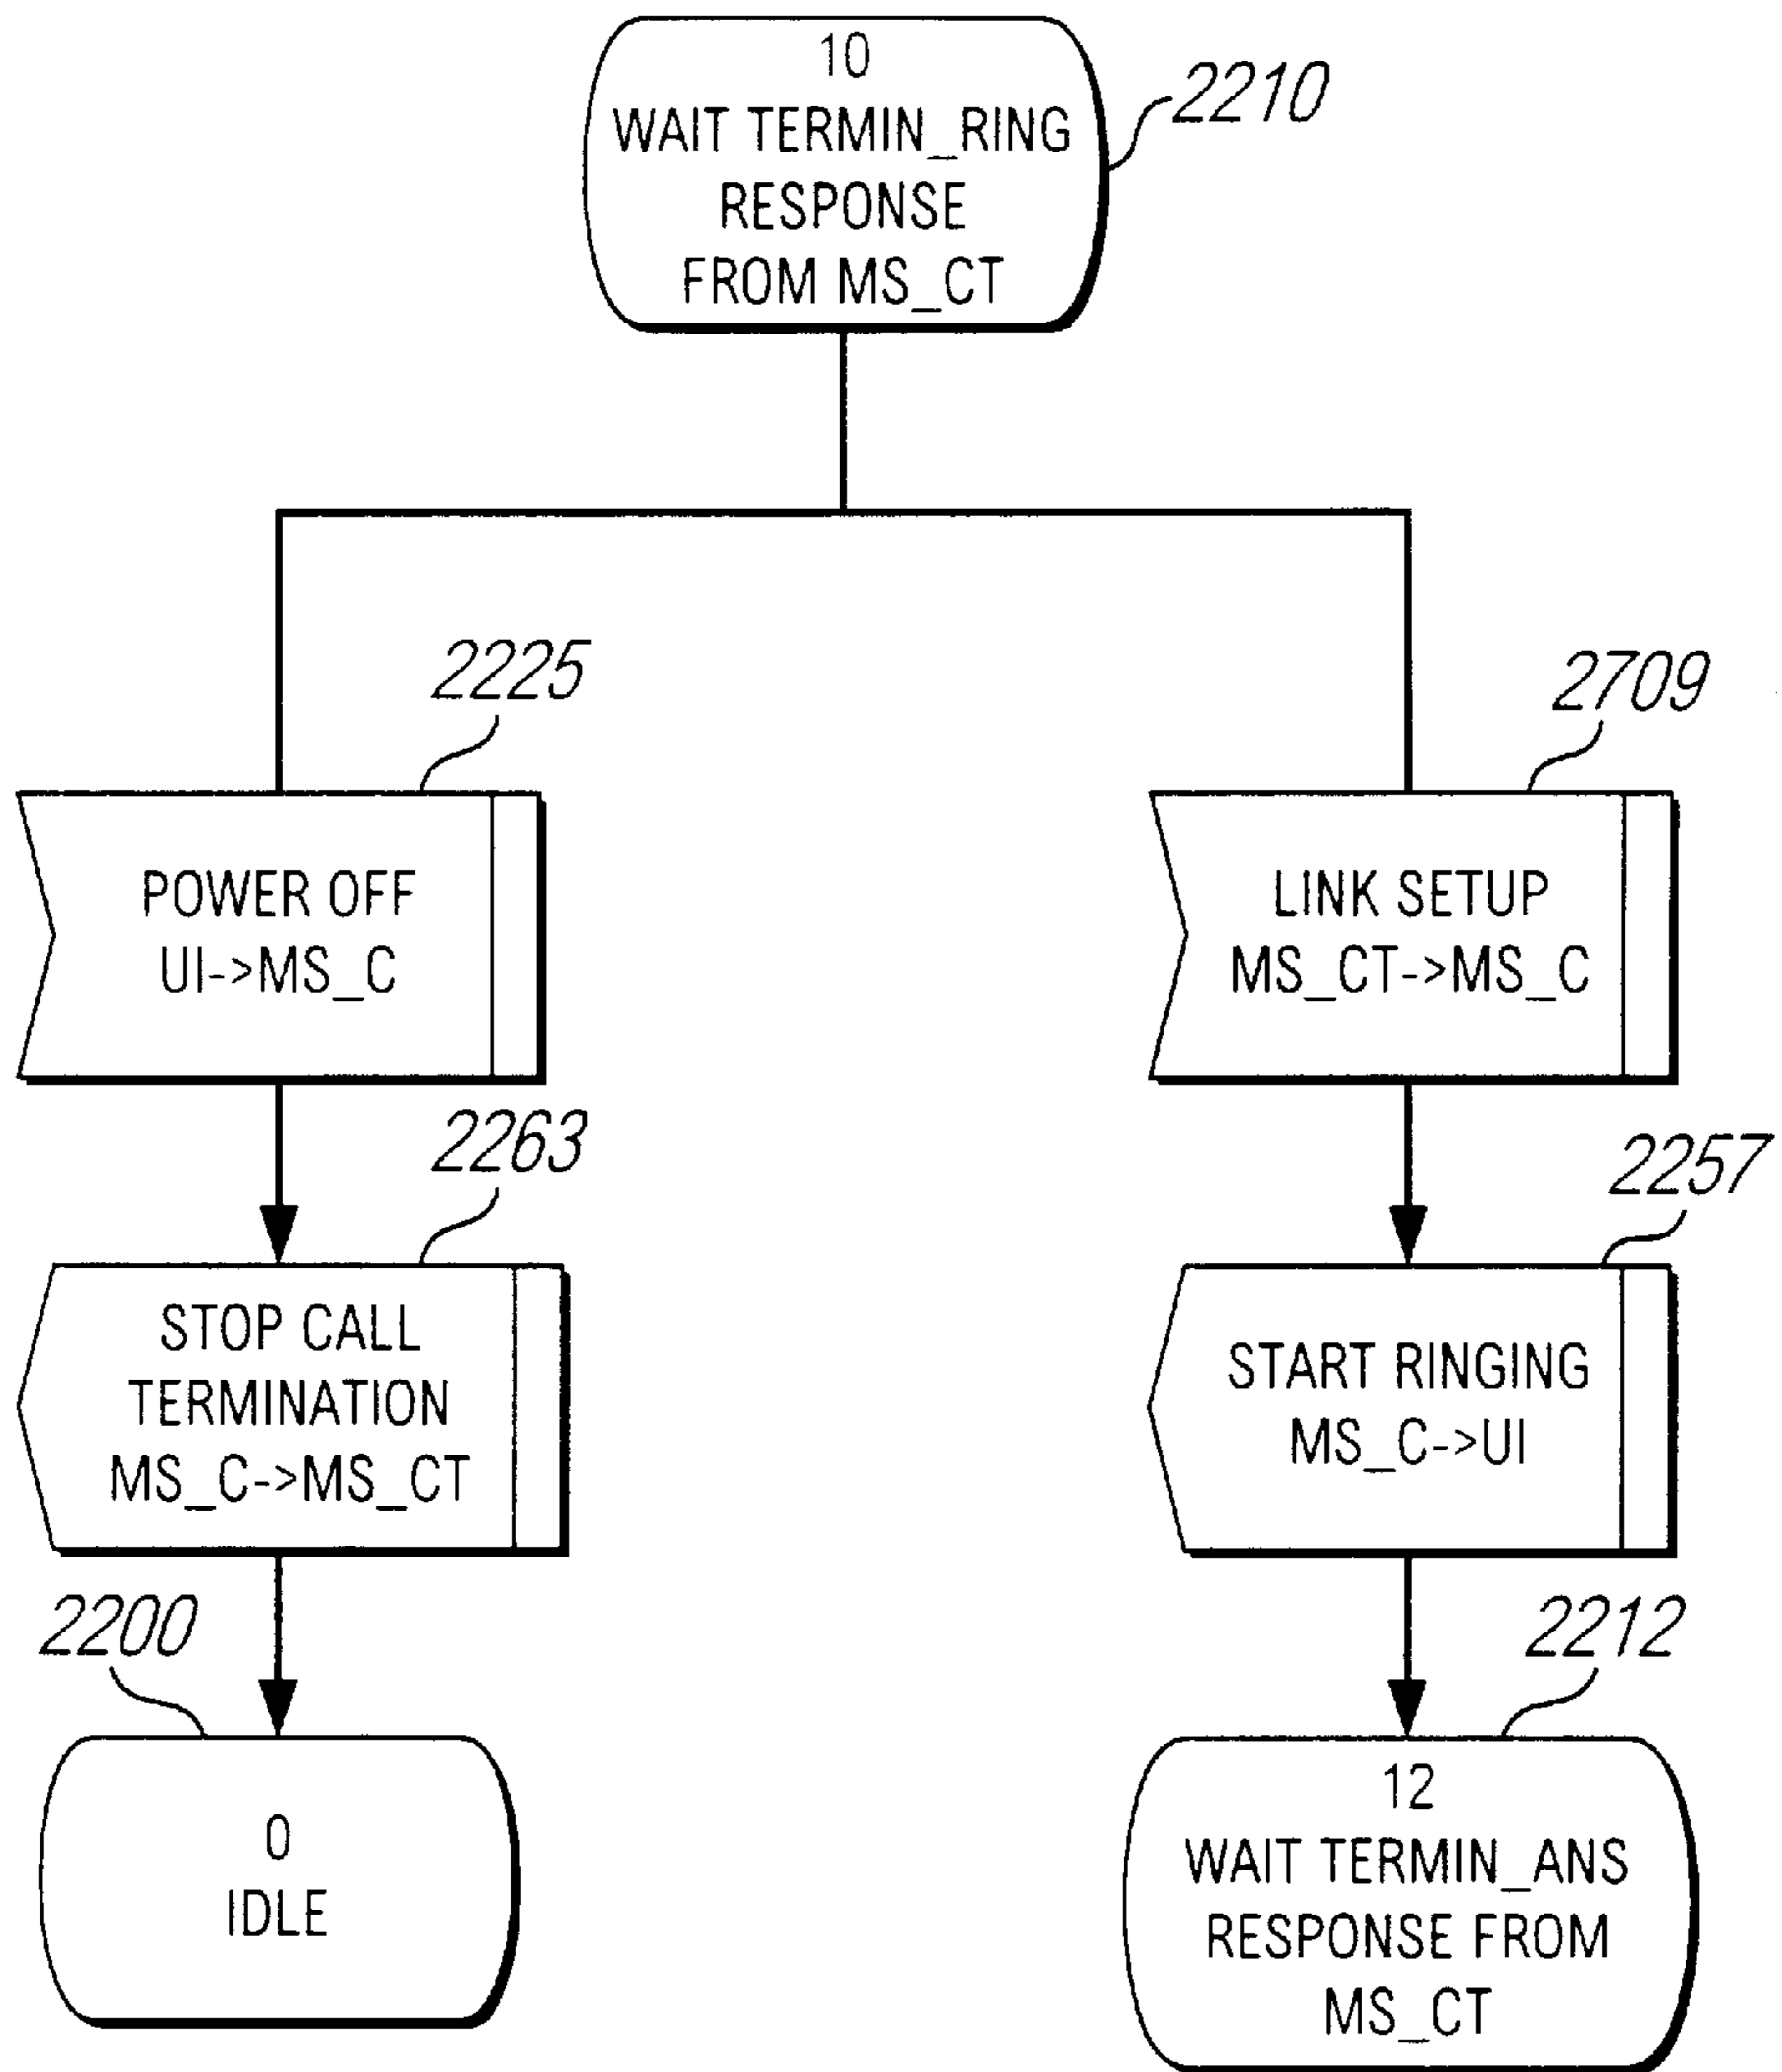 10
WAIT TERMIN_RING
RESPONSE
FROM MS_CT
2210
2225
POWER OFF
UI->MS_C
2709
LINK SETUP
MS_CT->MS_C
2263
STOP CALL
TERMINATION
MS_C->MS_CT
2257
START RINGING
MS_C->UI
2200
0
IDLE
2212
12
WAIT TERMIN_ANS
RESPONSE FROM
MS_CT